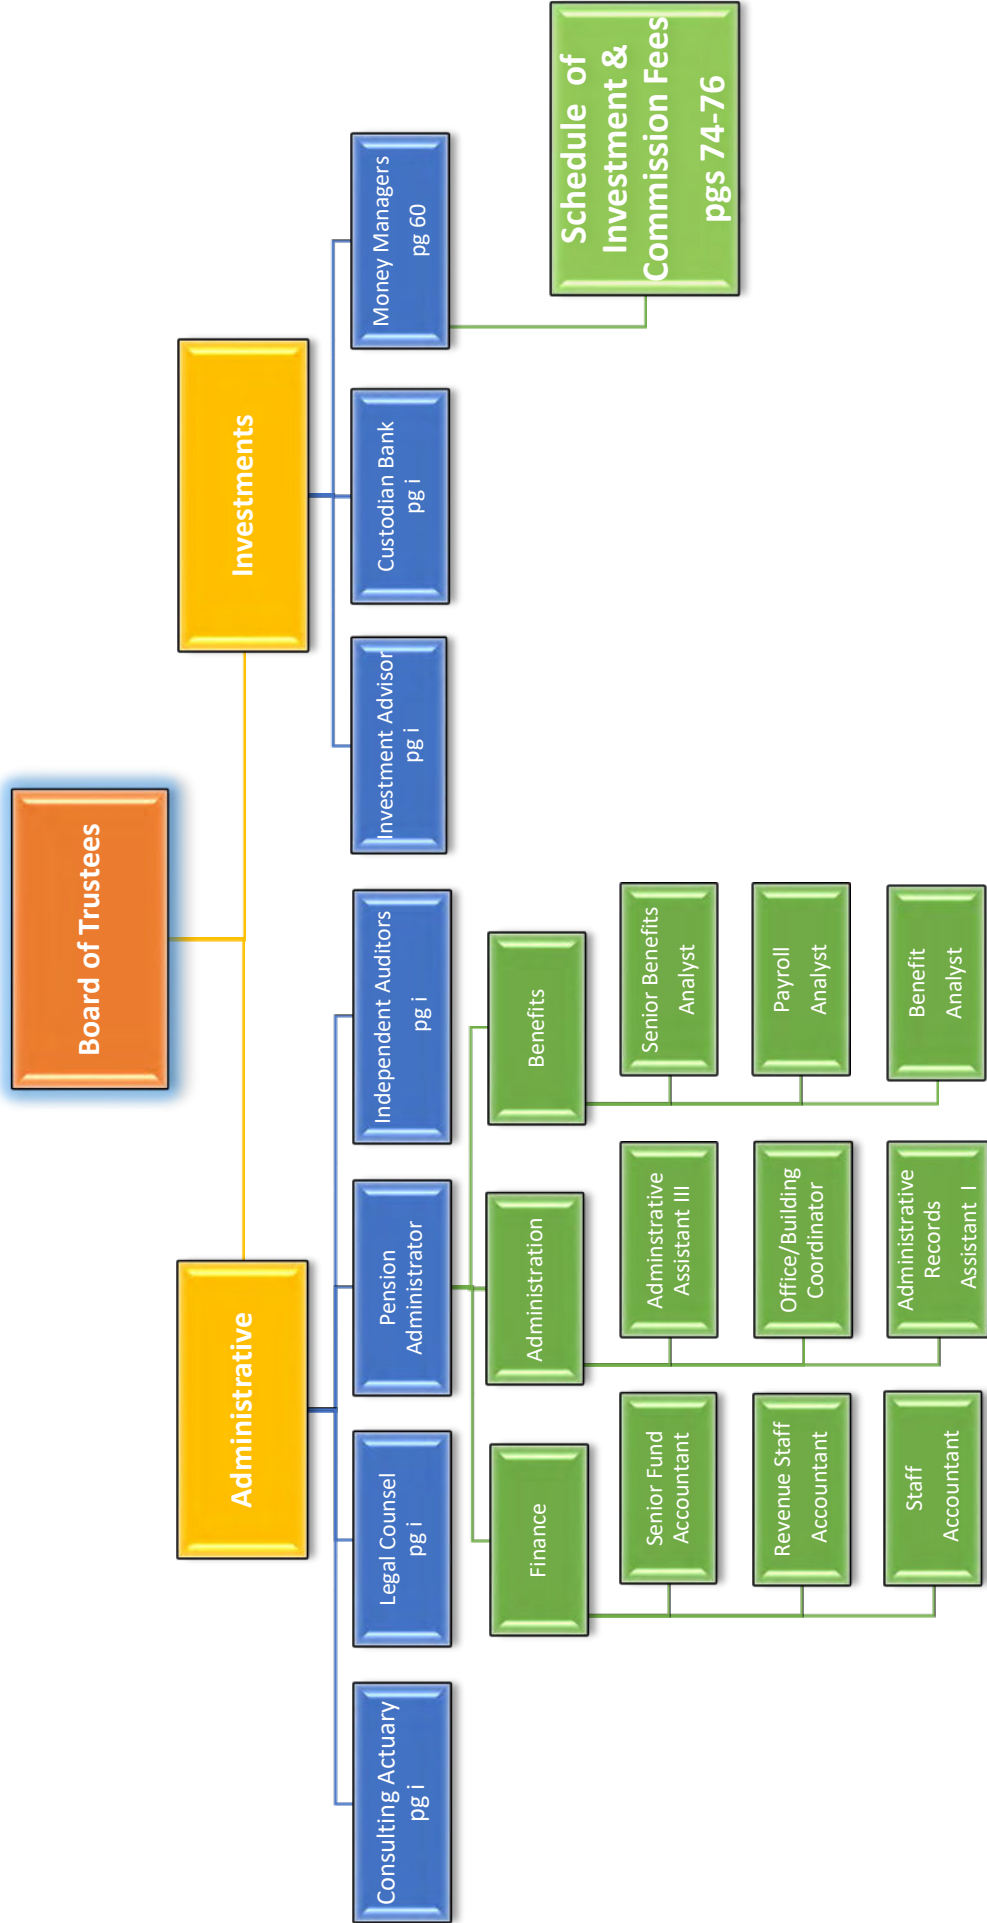 Board of Trustees
Administrative
Investments
Consulting Actuary
pg i
Legal Counsel
pg i
Pension
Administrator
Independent Auditors
pg i
Investment Advisor
pg i
Custodian Bank
pg i
Money Managers
pg 60
Finance
Administration
Benefits
Senior Fund
Accountant
Revenue Staff
Accountant
Staff
Accountant
Adminstrative
Assistant III
Office/Building
Coordinator
Administrative
Records
Assistant I
Senior Benefits
Analyst
Payroll
Analyst
Benefit
Analyst
Schedule of
Investment &
Commission Fees
pgs 74-76